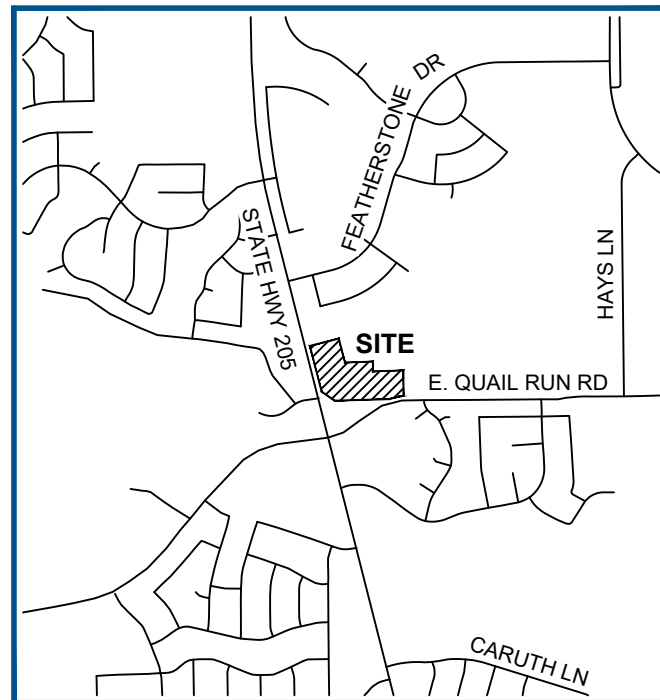 FEATHERSTONE DR
STATE HWY 205
HAYS LN
SITE
E. QUAIL RUN RD
CARUTH LN